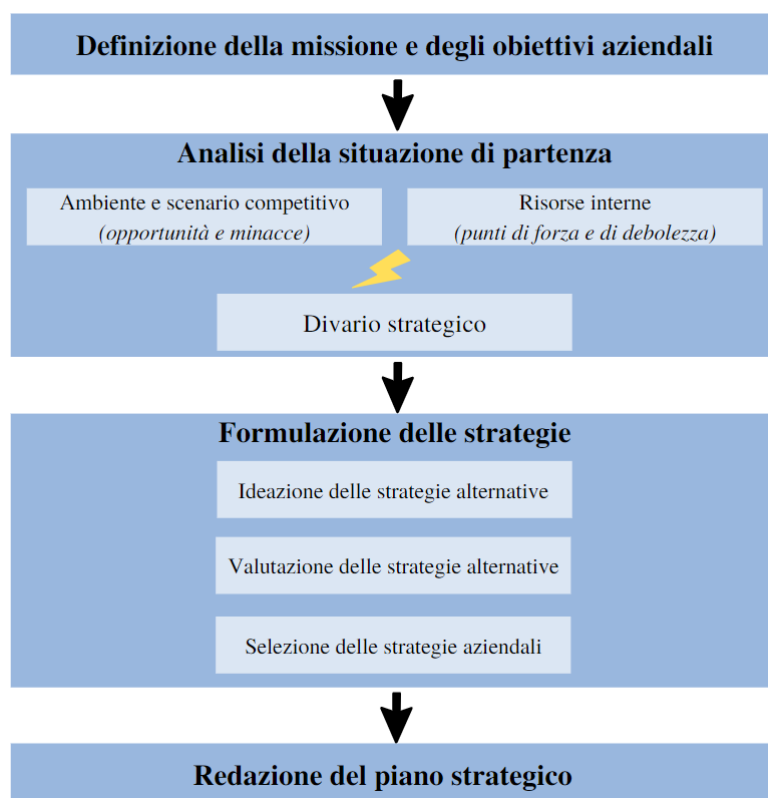 Definizione della missione e degli obiettivi aziendali
Analisi della situazione di partenza
Ambiente e scenario competitivo
(opportunità e minacce)
Risorse interne
(punti di forza e di debolezza)
Divario strategico
Formulazione delle strategie
Ideazione delle strategie alternative
Valutazione delle strategie alternative
Selezione delle strategie aziendali
Redazione del piano strategico